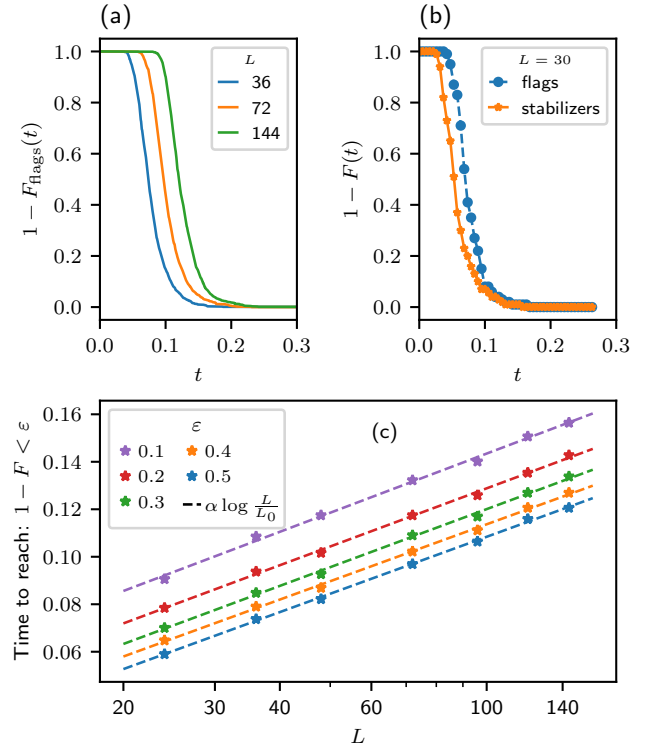 (a)
1 − F_flags(t)
1.0
0.8
0.6
0.4
0.2
0.0
L
36
72
144
0.0
0.1
0.2
0.3
t
(b)
1 − F(t)
1.0
0.8
0.6
0.4
0.2
0.0
L = 30
flags
stabilizers
0.0
0.1
0.2
0.3
t
(c)
Time to reach: 1 − F < ε
0.16
0.14
0.12
0.10
0.08
0.06
ε
0.1
0.2
0.3
0.4
0.5
α log L/L₀
20
30
40
60
100
140
L